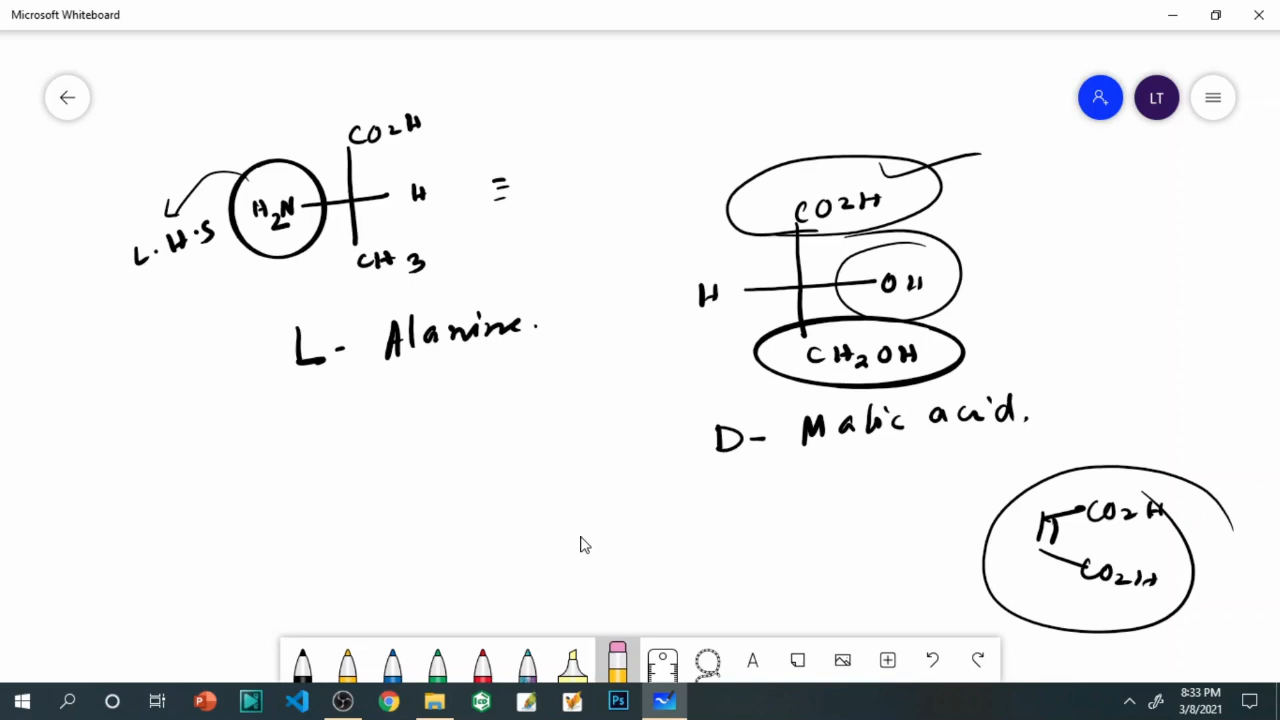 Microsoft Whiteboard
LT
CO2H
H2N
H
≡
L.H.S
CH3
L- Alanine.
CO2H
H
OH
CH2OH
D- Malic acid.
CO2H
CO2H
A
8:33 PM
3/8/2021
Ps